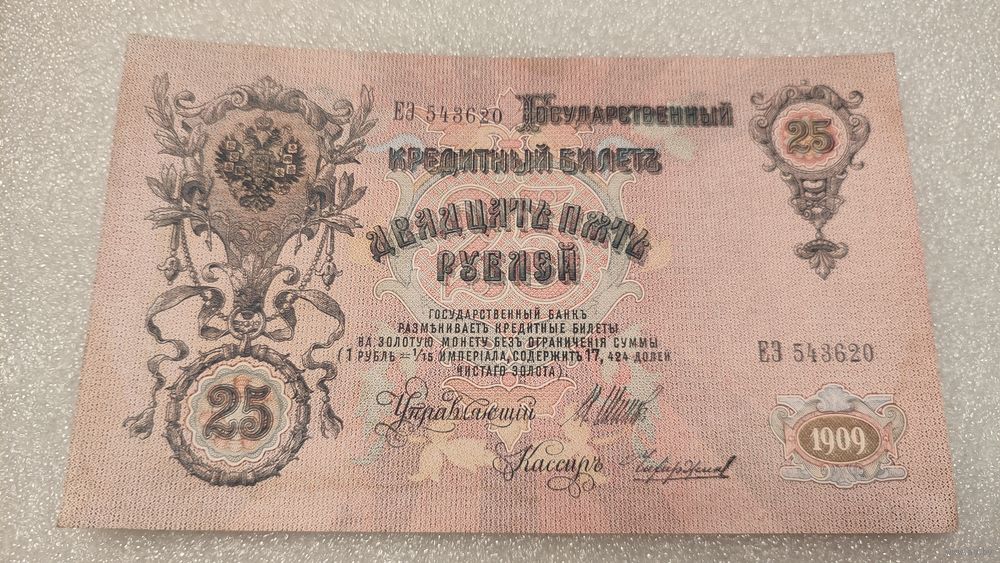 ЕЭ 543620 Государственный
Кредитный Билетъ
Двадцать пять
рублей
25
25
Государственный Банкъ
размѣниваетъ кредитные билеты
на золотую монету безъ ограниченія суммы
(1 рубль = 1/15 имперіала, содержитъ 17, 424 долей
чистаго золота).
ЕЭ 543620
Управляющій
Кассиръ
1909